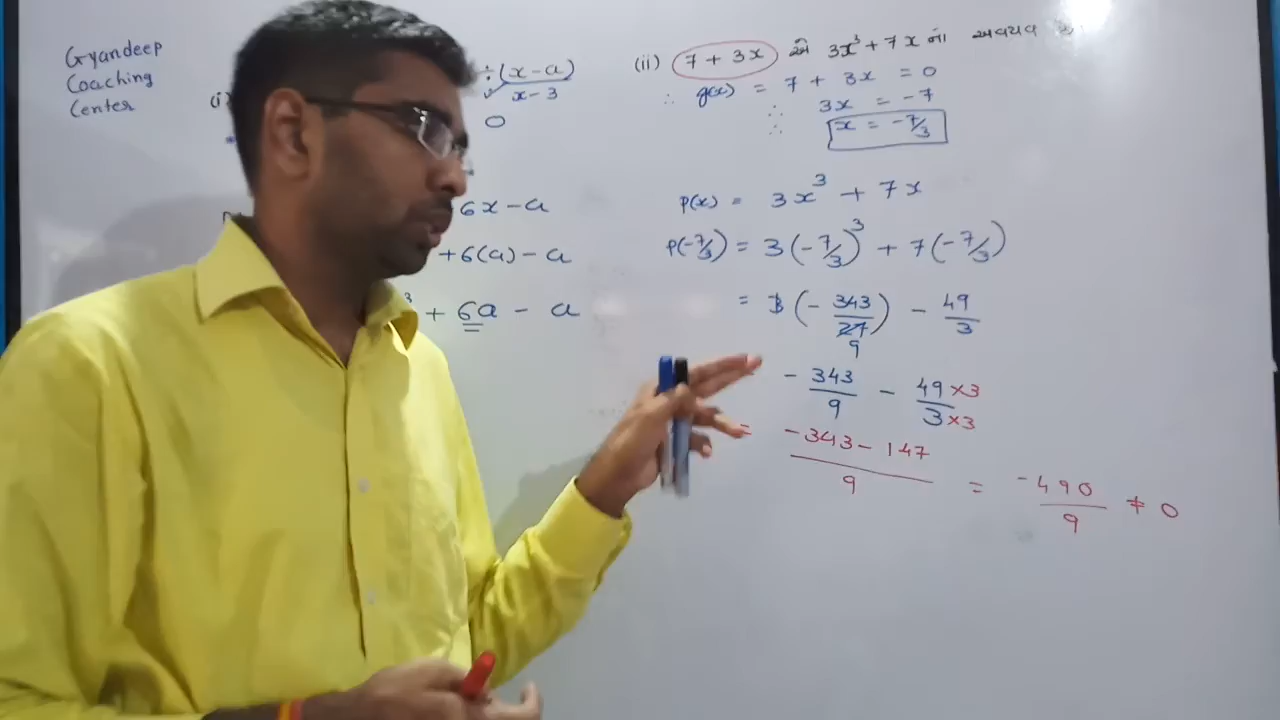 Gyandeep
Coaching
Center
(i)
÷ (x-a)
x-3
0
6x-a
+6(a)-a
3
+ 6a - a
(ii) 7 + 3x એ 3x³ + 7x ના અવયવ
∴ g(x) = 7 + 3x = 0
∴ 3x = -7
∴ x = -7/3
p(x) = 3x³ + 7x
p(-7/3) = 3(-7/3)³ + 7(-7/3)
= 3(-343/27) - 49/3
9
-343/9 - 49×3/3×3
= -343-147/9 = -490/9 ≠ 0